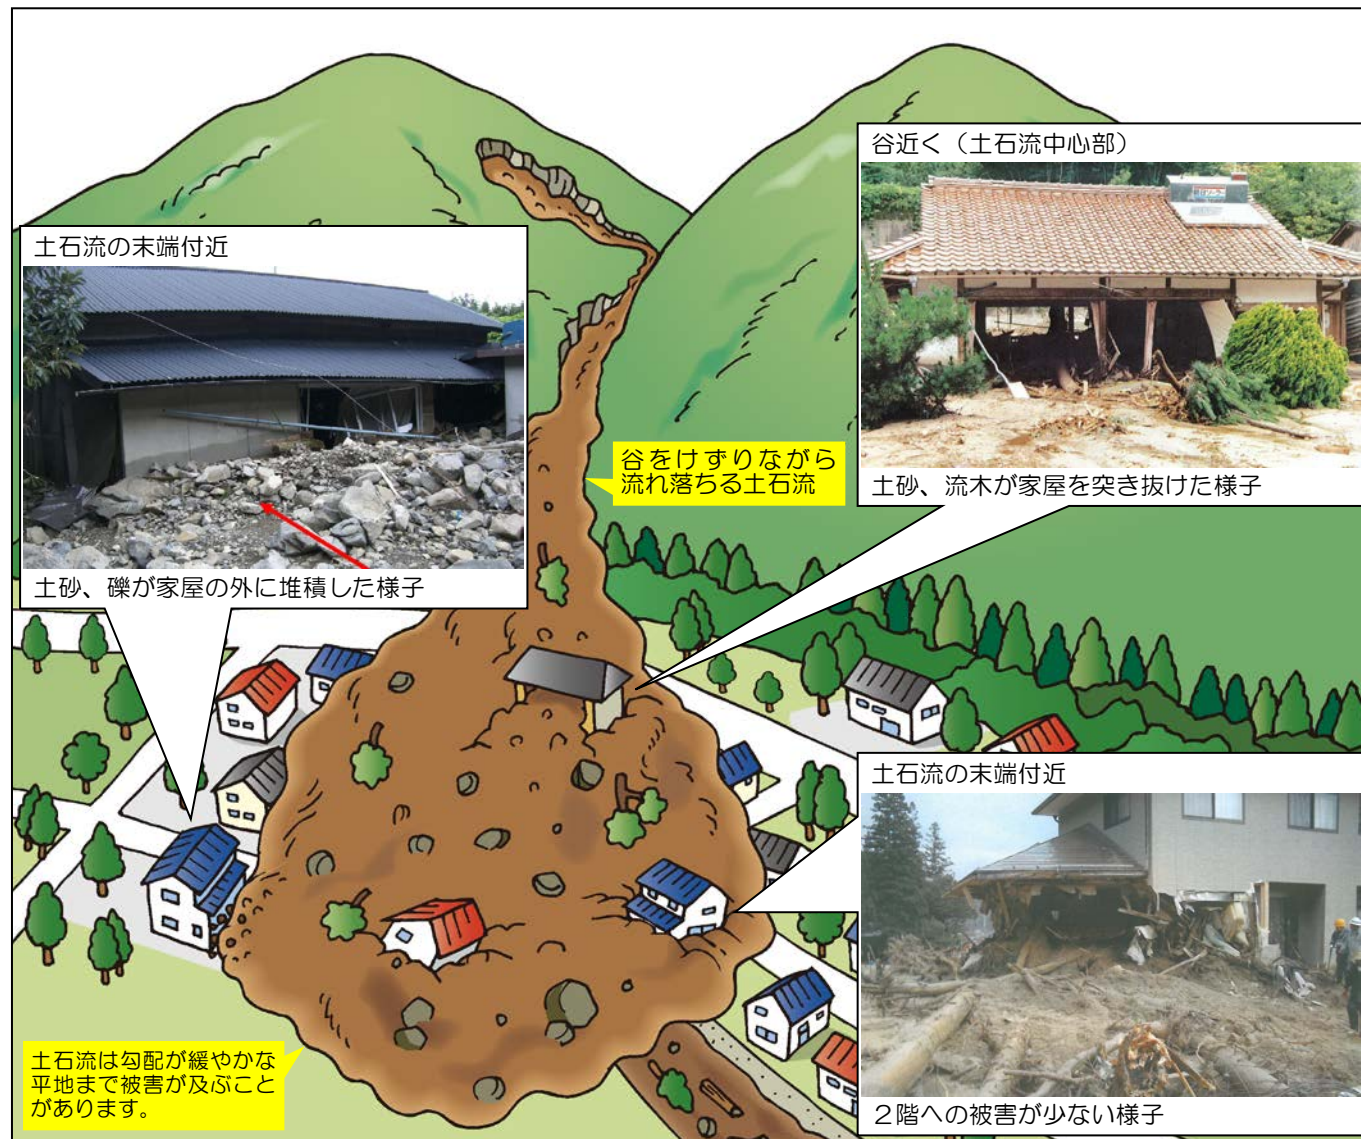 谷近く（土石流中心部）
土砂、流木が家屋を突き抜けた様子
土石流の末端付近
土砂、礫が家屋の外に堆積した様子
谷をけずりながら
流れ落ちる土石流
土石流の末端付近
２階への被害が少ない様子
土石流は勾配が緩やかな
平地まで被害が及ぶこと
があります。